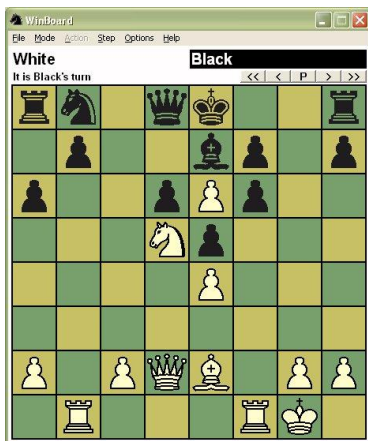 WinBoard
File Mode Action Step Options Help
White Black
It is Black's turn << < P > >>